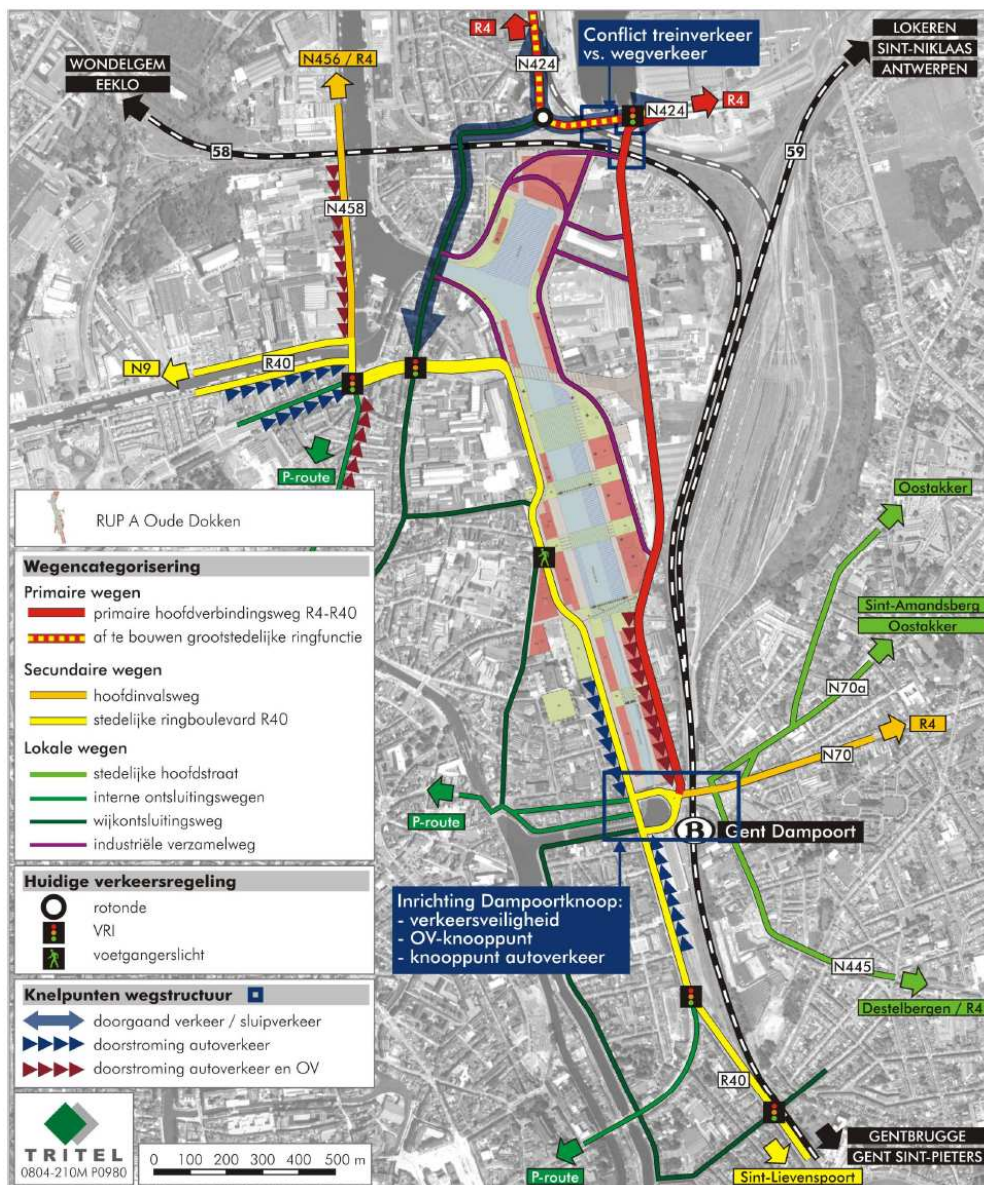 R4
Conflict treinverkeer
vs. wegverkeer
LOKEREN
SINT-NIKLAAS
ANTWERPEN
WONDELGEM
EEKLO
N456 / R4
N424
N424
R4
58
59
N458
R40
N9
P-route
RUP A Oude Dokken
Wegencategorisering
Primaire wegen
primaire hoofdverbindingsweg R4-R40
af te bouwen grootstedelijke ringfunctie
Secundaire wegen
hoofdinvalsweg
stedelijke ringboulevard R40
Lokale wegen
stedelijke hoofdstraat
interne ontsluitingswegen
wijkontsluitingsweg
industriële verzamelweg
Oostakker
Sint-Amandsberg
Oostakker
N70a
R4
N70
P-route
B Gent Dampoort
Huidige verkeersregeling
rotonde
VRI
voetgangerslicht
Inrichting Dampoortknoop:
- verkeersveiligheid
- OV-knooppunt
- knooppunt autoverkeer
N445
Destelbergen / R4
Knelpunten wegstructuur
doorgaand verkeer / sluipverkeer
doorstroming autoverkeer
doorstroming autoverkeer en OV
R40
TRITEL
0804-210M P0980
0 100 200 300 400 500 m
P-route
Sint-Lievenspoort
GENTBRUGGE
GENT SINT-PIETERS